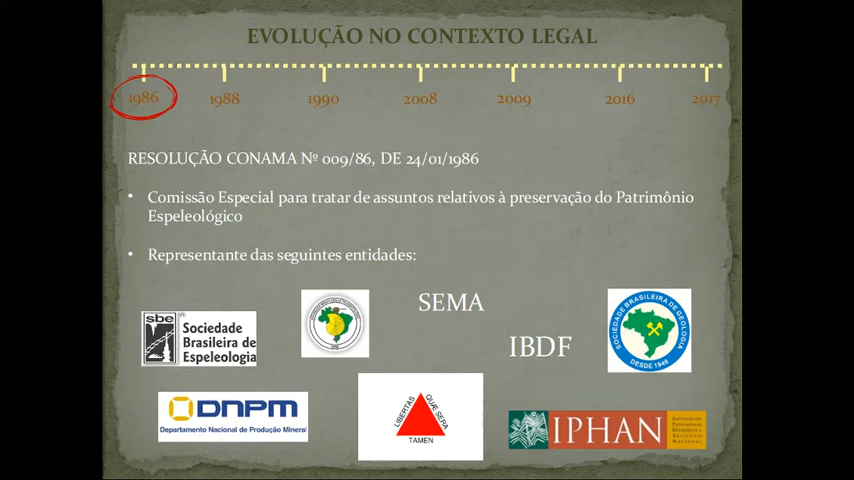 EVOLUÇÃO NO CONTEXTO LEGAL
1986 1988 1990 2008 2009 2016 2017
RESOLUÇÃO CONAMA Nº 009/86, DE 24/01/1986
• Comissão Especial para tratar de assuntos relativos à preservação do Patrimônio
Espeleológico
• Representante das seguintes entidades:
SEMA
IBDF
sbe
Sociedade
Brasileira de
Espeleologia
SOCIEDADE BRASILEIRA DE GEOLOGIA
DESDE 1946
DNPM
Departamento Nacional de Produção Mineral
LIBERTAS QUÆ SERA
TAMEN
IPHAN
INSTITUTO DO
PATRIMÔNIO
HISTÓRICO E
ARTÍSTICO
NACIONAL